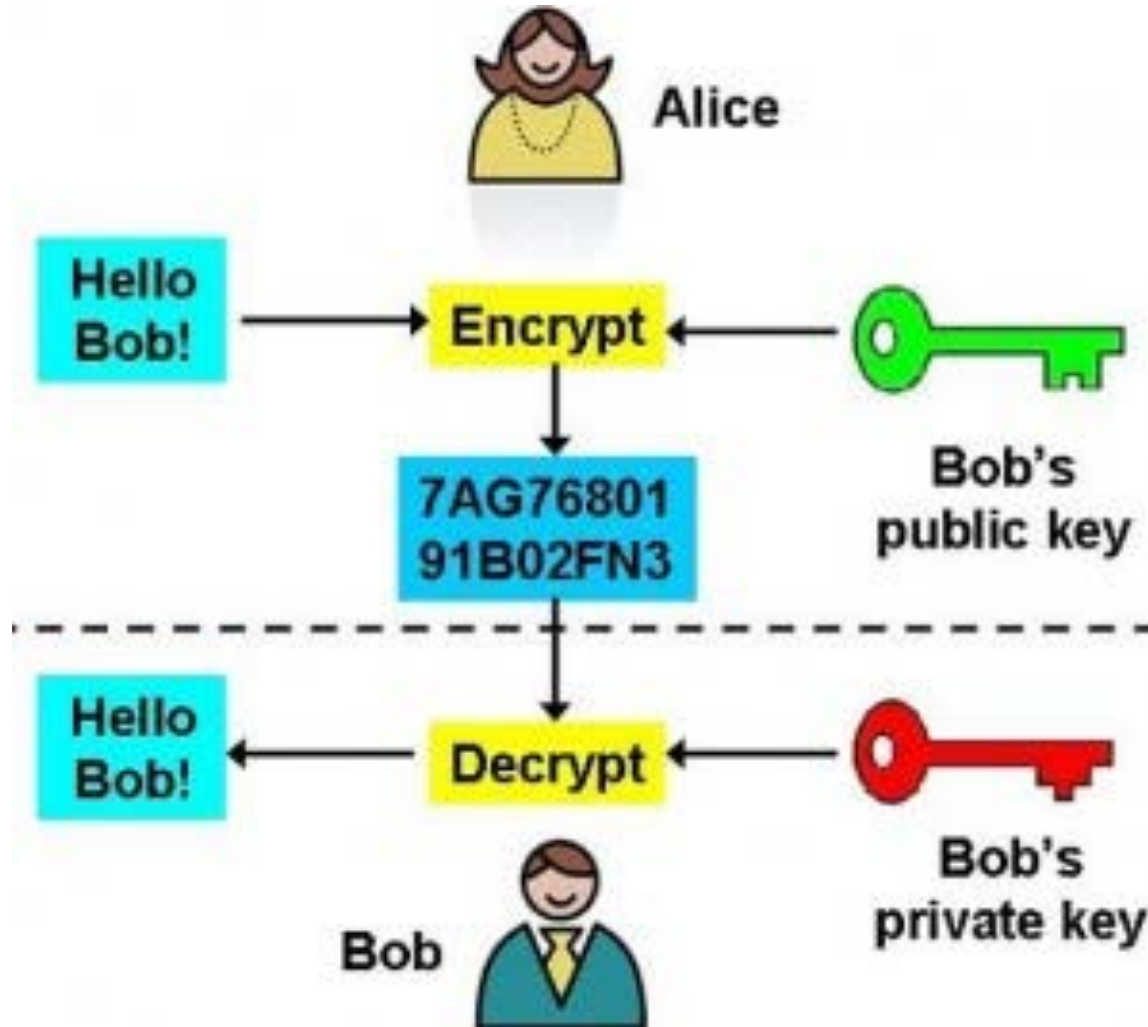 Alice
Hello
Bob!
Encrypt
Bob's
public key
7AG76801
91B02FN3
Hello
Bob!
Decrypt
Bob's
private key
Bob